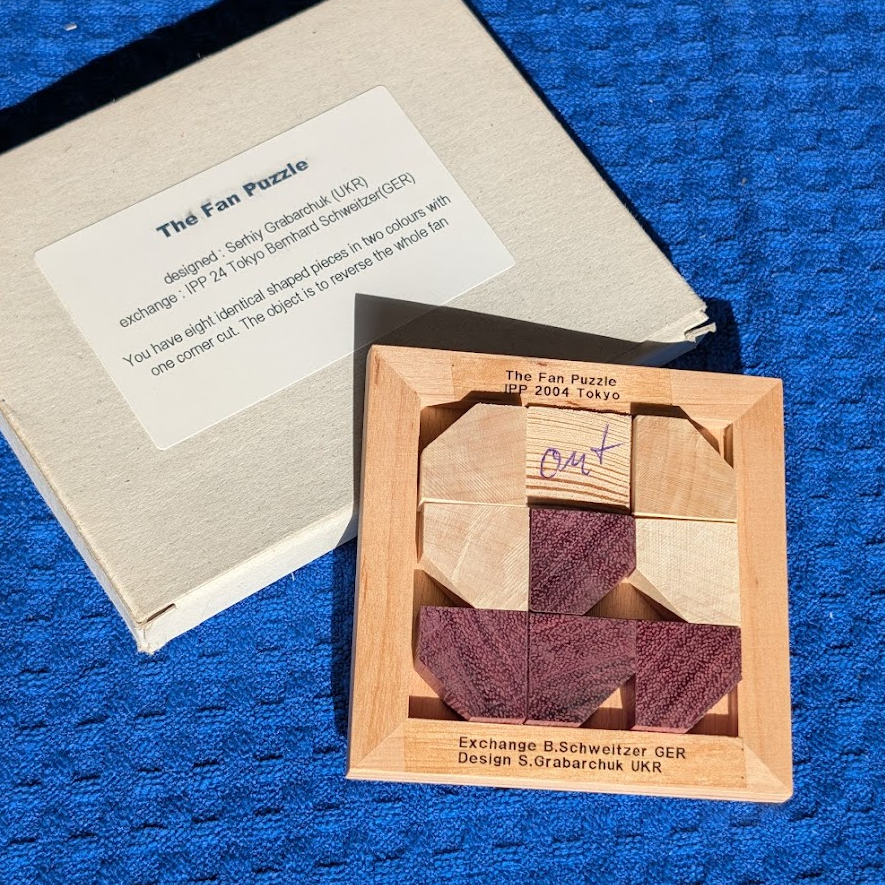 The Fan Puzzle
designed : Serhiy Grabarchuk (UKR)
exchange : IPP 24 Tokyo Bernhard Schweitzer(GER)
You have eight identical shaped pieces in two colours with
one corner cut. The object is to reverse the whole fan
The Fan Puzzle
IPP 2004 Tokyo
out
Exchange B.Schweitzer GER
Design S.Grabarchuk UKR